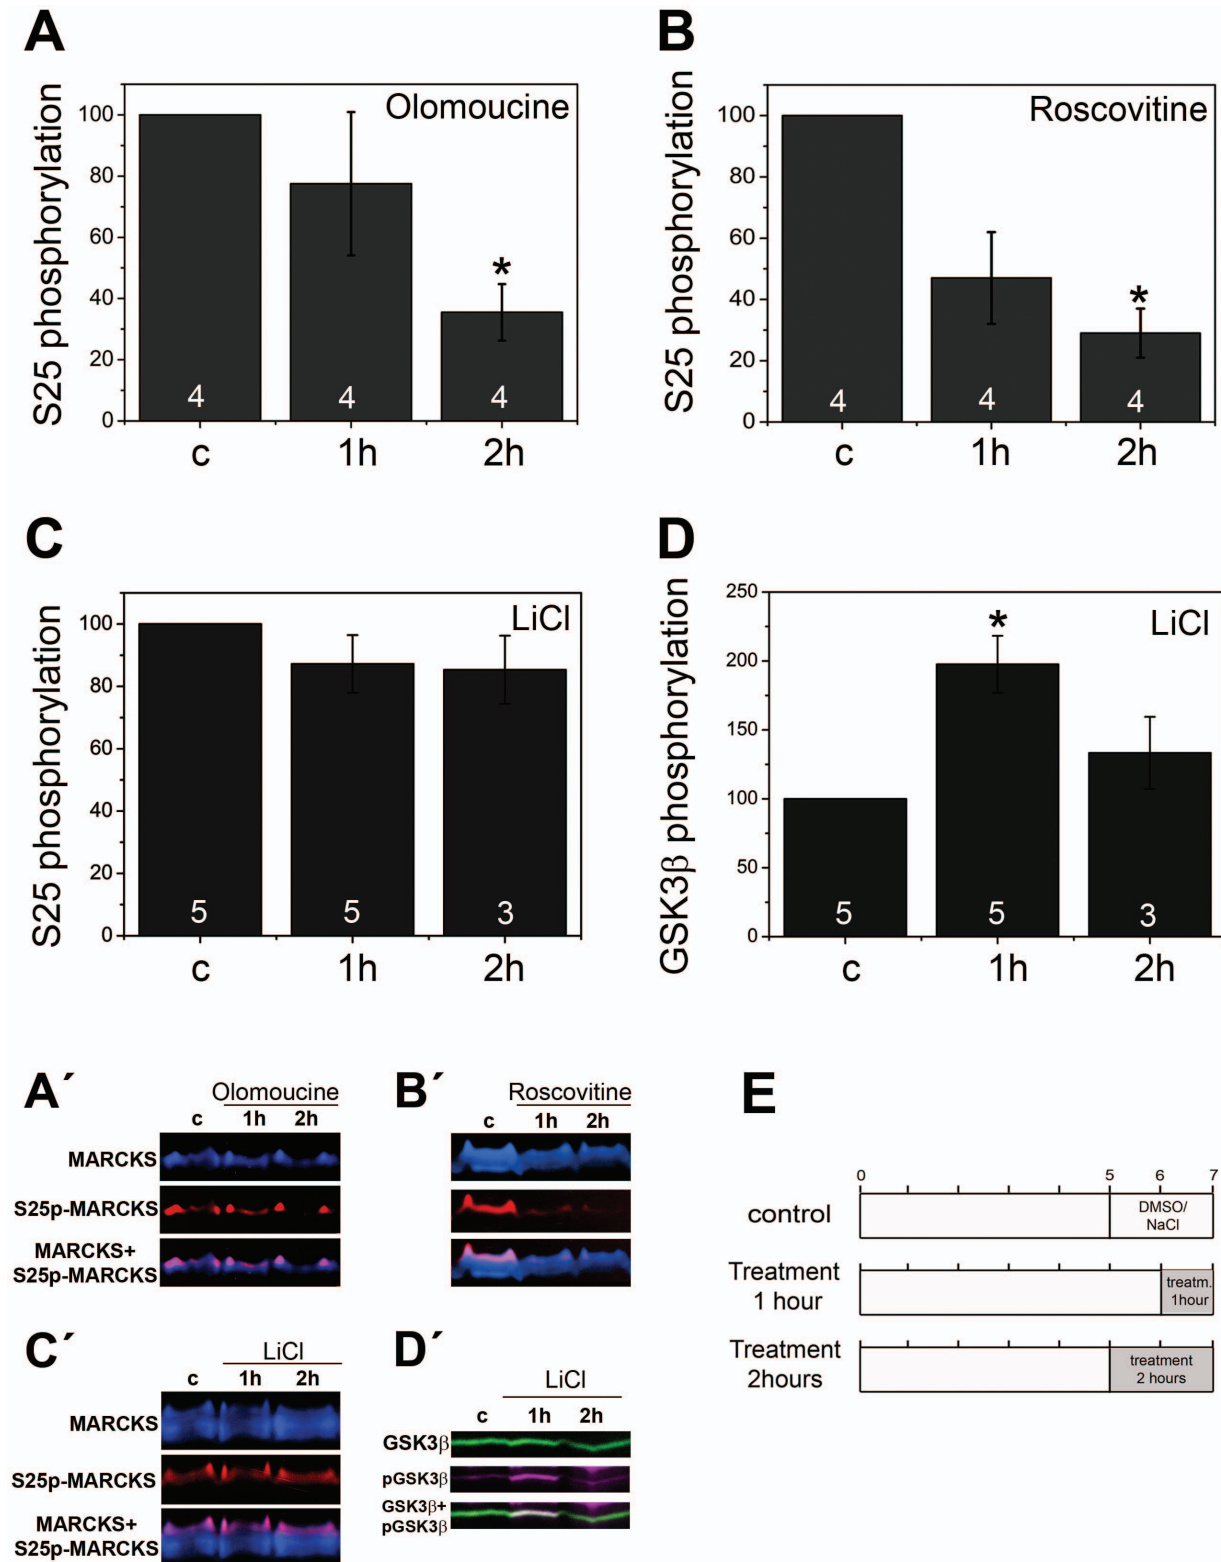 A
S25 phosphorylation
Olomoucine
100
80
60
40
20
0
*
4
4
4
c
1h
2h
B
S25 phosphorylation
Roscovitine
100
80
60
40
20
0
*
4
4
4
c
1h
2h
C
S25 phosphorylation
LiCl
100
80
60
40
20
0
5
5
3
c
1h
2h
D
GSK3β phosphorylation
LiCl
250
200
150
100
50
0
*
5
5
3
c
1h
2h
A´
Olomoucine
c 1h 2h
MARCKS
S25p-MARCKS
MARCKS+
S25p-MARCKS
B´
Roscovitine
c 1h 2h
C´
LiCl
c 1h 2h
MARCKS
S25p-MARCKS
MARCKS+
S25p-MARCKS
D´
LiCl
c 1h 2h
GSK3β
pGSK3β
GSK3β+
pGSK3β
E
0 5 6 7
control
DMSO/
NaCl
Treatment
1 hour
treatm.
1hour
Treatment
2hours
treatment
2 hours